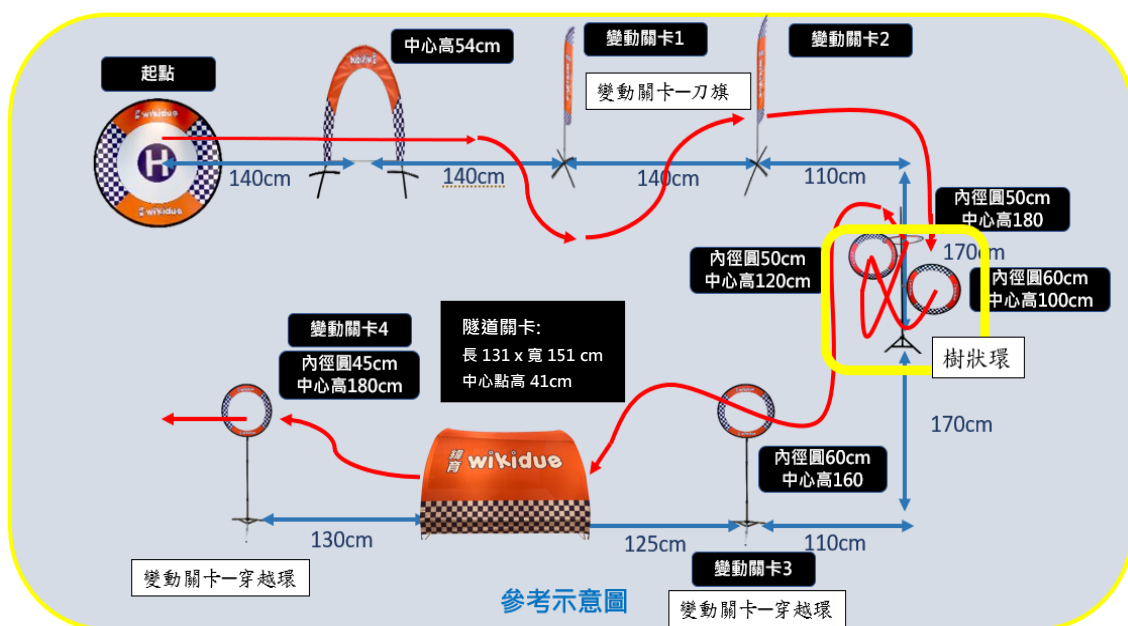 起點
中心高54cm
變動關卡1
變動關卡2
變動關卡—刀旗
wikidue
H
wikidue
140cm
140cm
140cm
110cm
內徑圓50cm
中心高180
170cm
內徑圓50cm
中心高120cm
內徑圓60cm
中心高100cm
樹狀環
隧道關卡:
長 131 x 寬 151 cm
中心點高 41cm
變動關卡4
內徑圓45cm
中心高180cm
170cm
緯育 wikidue
內徑圓60cm
中心高160
130cm
125cm
110cm
變動關卡—穿越環
變動關卡3
參考示意圖
變動關卡—穿越環